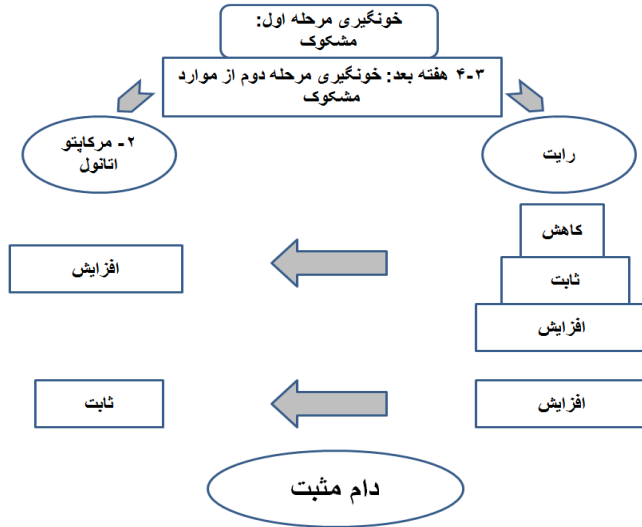 خونگیری مرحله اول:
مشکوک
۳-۴ هفته بعد: خونگیری مرحله دوم از موارد
مشکوک
رایت
۲- مرکاپتو
اتانول
کاهش
ثابت
افزایش
افزایش
افزایش
ثابت
دام مثبت